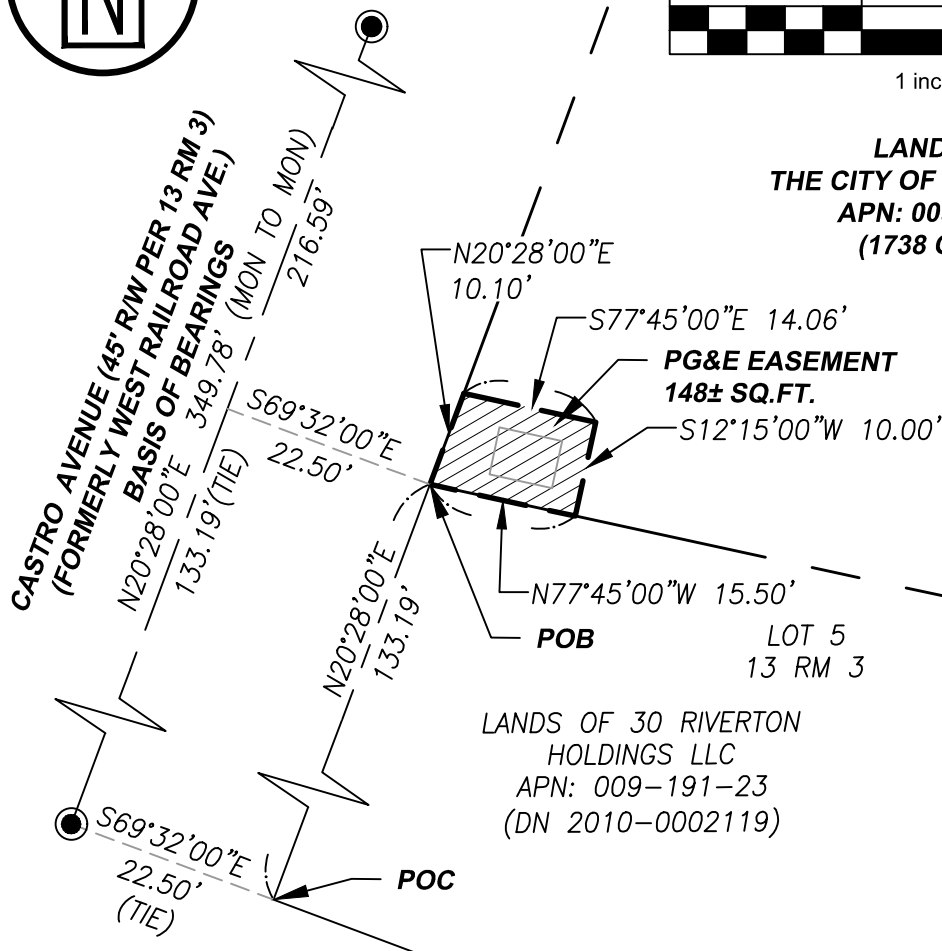 N
1 inc
LAND
THE CITY OF
APN: 00
(1738 C
CASTRO AVENUE (45' R/W PER 13 RM 3)
(FORMERLY WEST RAILROAD AVE.)
BASIS OF BEARINGS
N20°28'00"E 349.78' (MON TO MON)
216.59'
133.19'(TIE)
N20°28'00"E
10.10'
S77°45'00"E 14.06'
PG&E EASEMENT
148± SQ.FT.
S12°15'00"W 10.00'
S69°32'00"E
22.50'
N77°45'00"W 15.50'
POB
N20°28'00"E
133.19'
LOT 5
13 RM 3
LANDS OF 30 RIVERTON
HOLDINGS LLC
APN: 009-191-23
(DN 2010-0002119)
S69°32'00"E
22.50'
(TIE)
POC